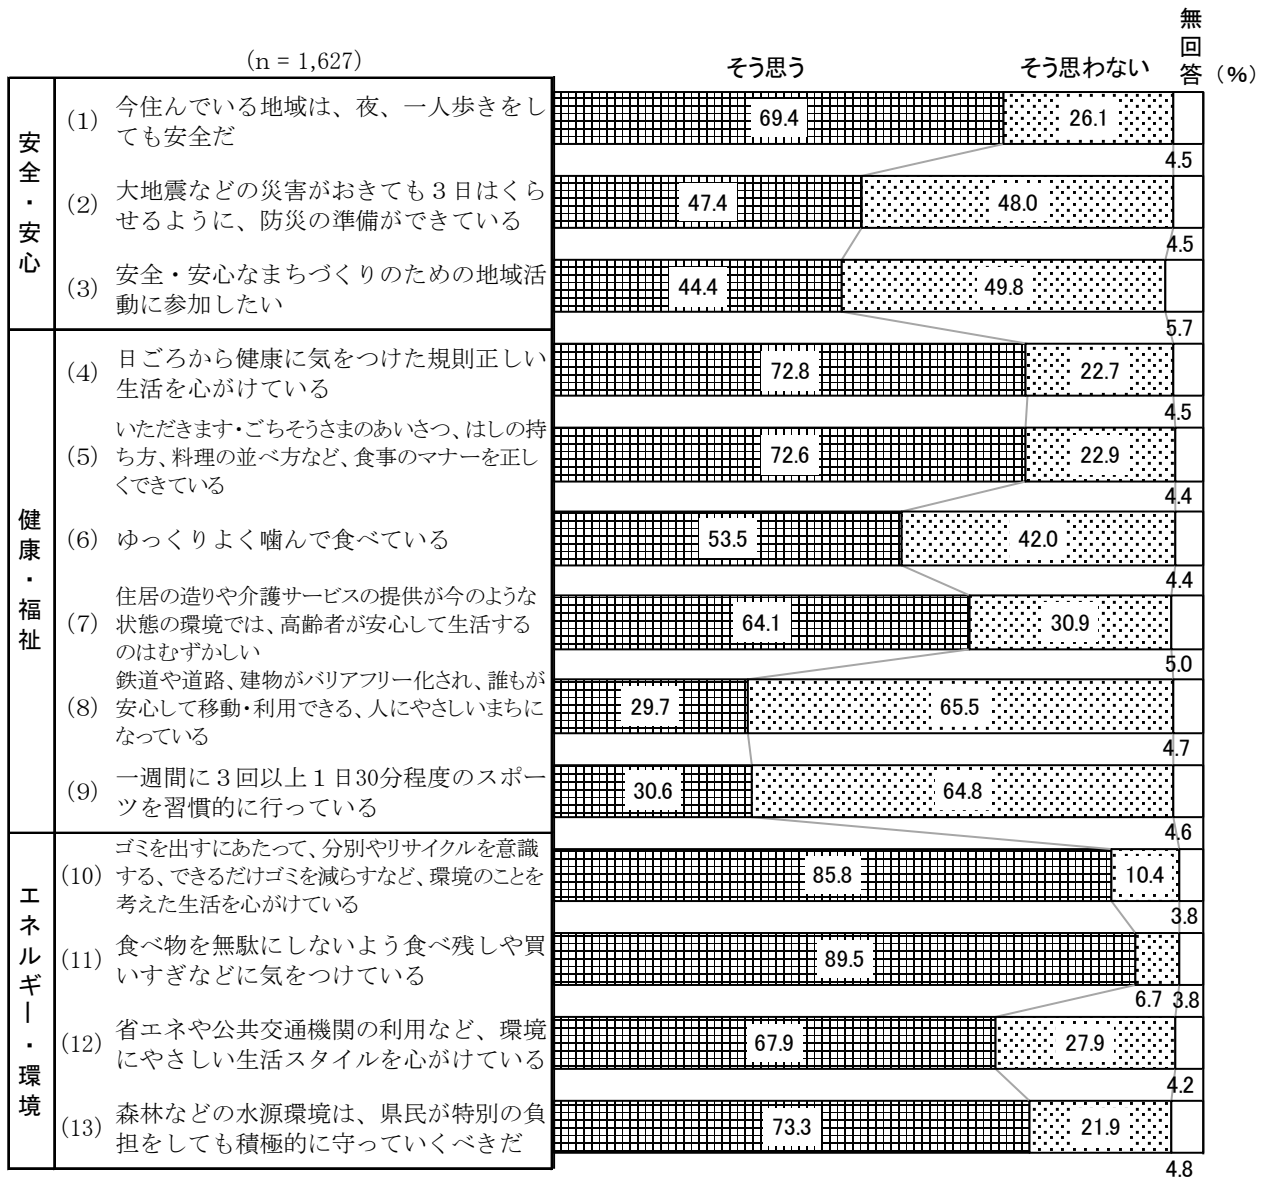 (n = 1,627)
そう思う
そう思わない
無回答
(%)
安全・安心
(1) 今住んでいる地域は、夜、一人歩きをし
ても安全だ
69.4 26.1
4.5
(2) 大地震などの災害がおきても３日はくら
せるように、防災の準備ができている
47.4 48.0
4.5
(3) 安全・安心なまちづくりのための地域活
動に参加したい
44.4 49.8
5.7
健康・福祉
(4) 日ごろから健康に気をつけた規則正しい
生活を心がけている
72.8 22.7
4.5
(5) いただきます・ごちそうさまのあいさつ、はしの持
ち方、料理の並べ方など、食事のマナーを正し
くできている
72.6 22.9
4.4
(6) ゆっくりよく噛んで食べている
53.5 42.0
4.4
(7) 住居の造りや介護サービスの提供が今のような
状態の環境では、高齢者が安心して生活する
のはむずかしい
64.1 30.9
5.0
(8) 鉄道や道路、建物がバリアフリー化され、誰もが
安心して移動・利用できる、人にやさしいまちに
なっている
29.7 65.5
4.7
(9) 一週間に３回以上１日30分程度のスポー
ツを習慣的に行っている
30.6 64.8
4.6
エネルギー・環境
(10) ゴミを出すにあたって、分別やリサイクルを意識
する、できるだけゴミを減らすなど、環境のことを
考えた生活を心がけている
85.8 10.4
3.8
(11) 食べ物を無駄にしないよう食べ残しや買
いすぎなどに気をつけている
89.5
6.7 3.8
(12) 省エネや公共交通機関の利用など、環境
にやさしい生活スタイルを心がけている
67.9 27.9
4.2
(13) 森林などの水源環境は、県民が特別の負
担をしても積極的に守っていくべきだ
73.3 21.9
4.8